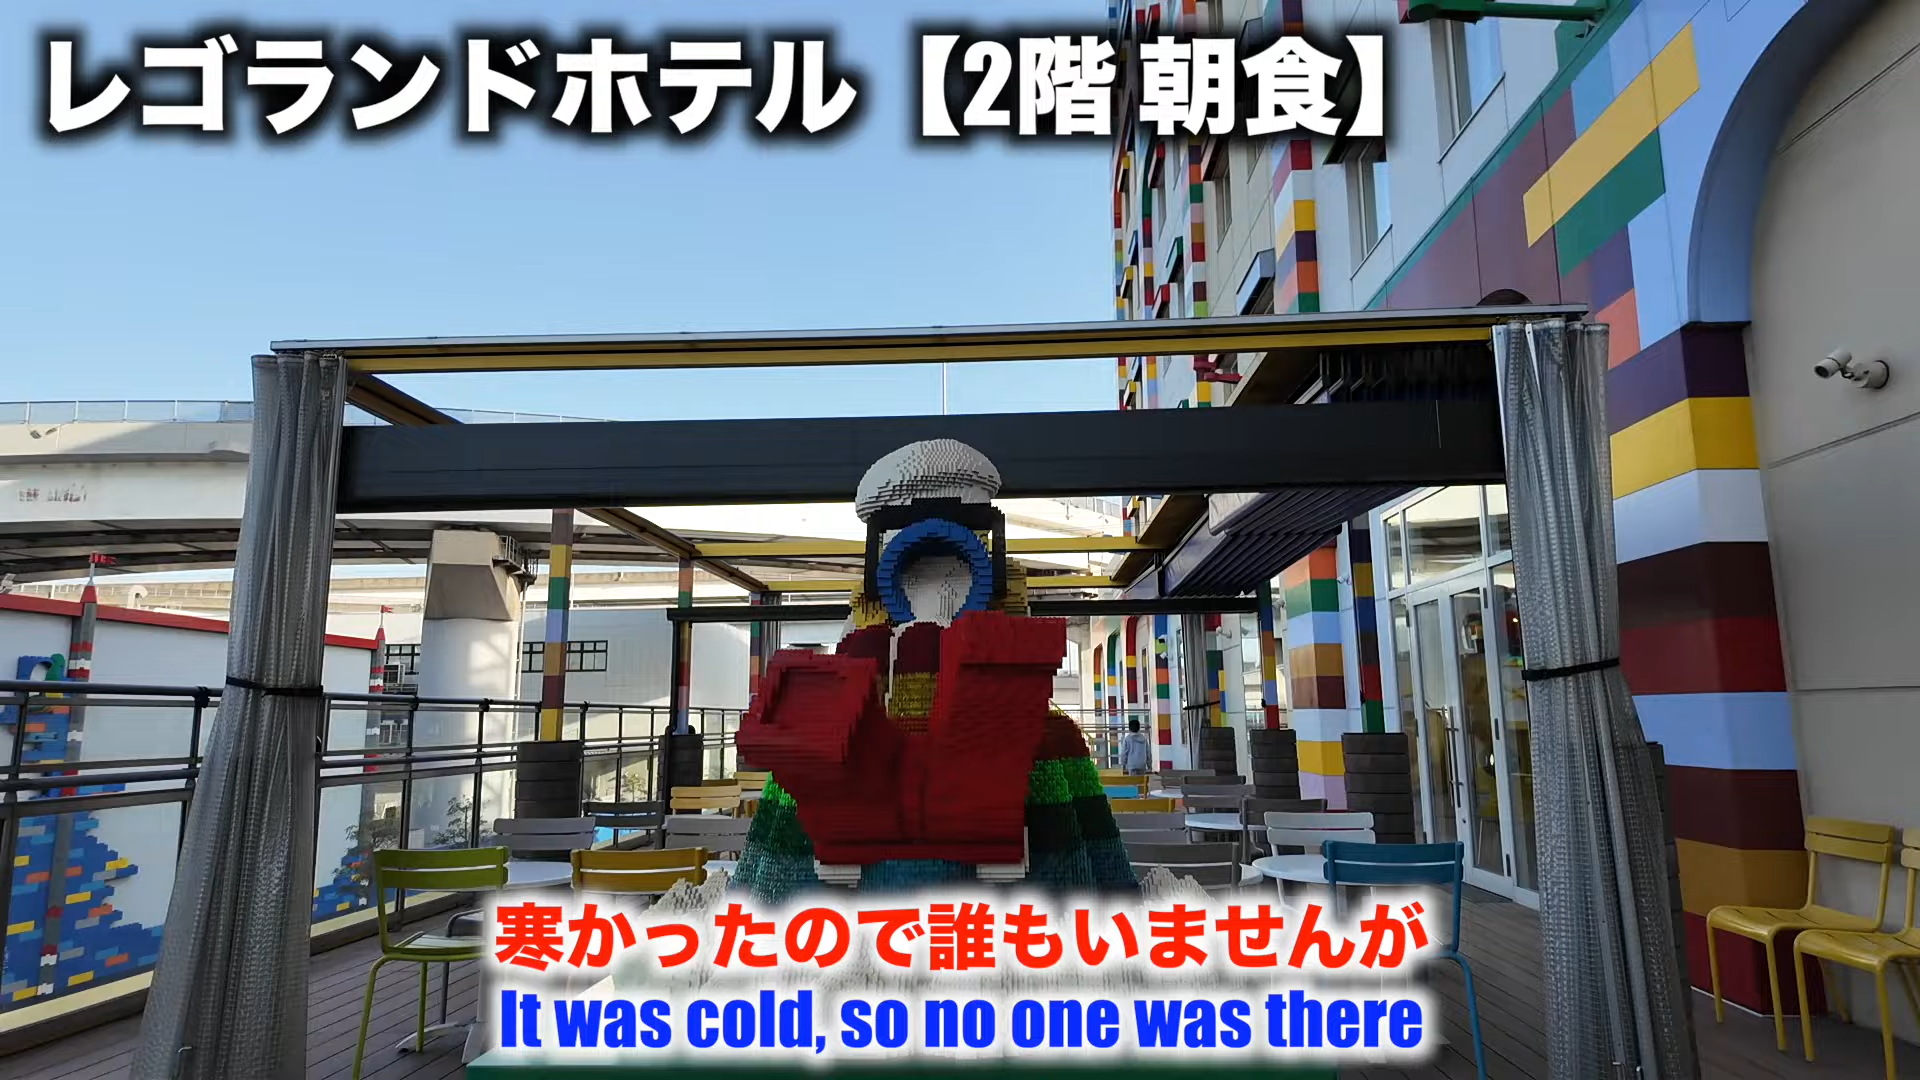 レゴランドホテル【2階 朝食】
寒かったので誰もいませんが
It was cold, so no one was there